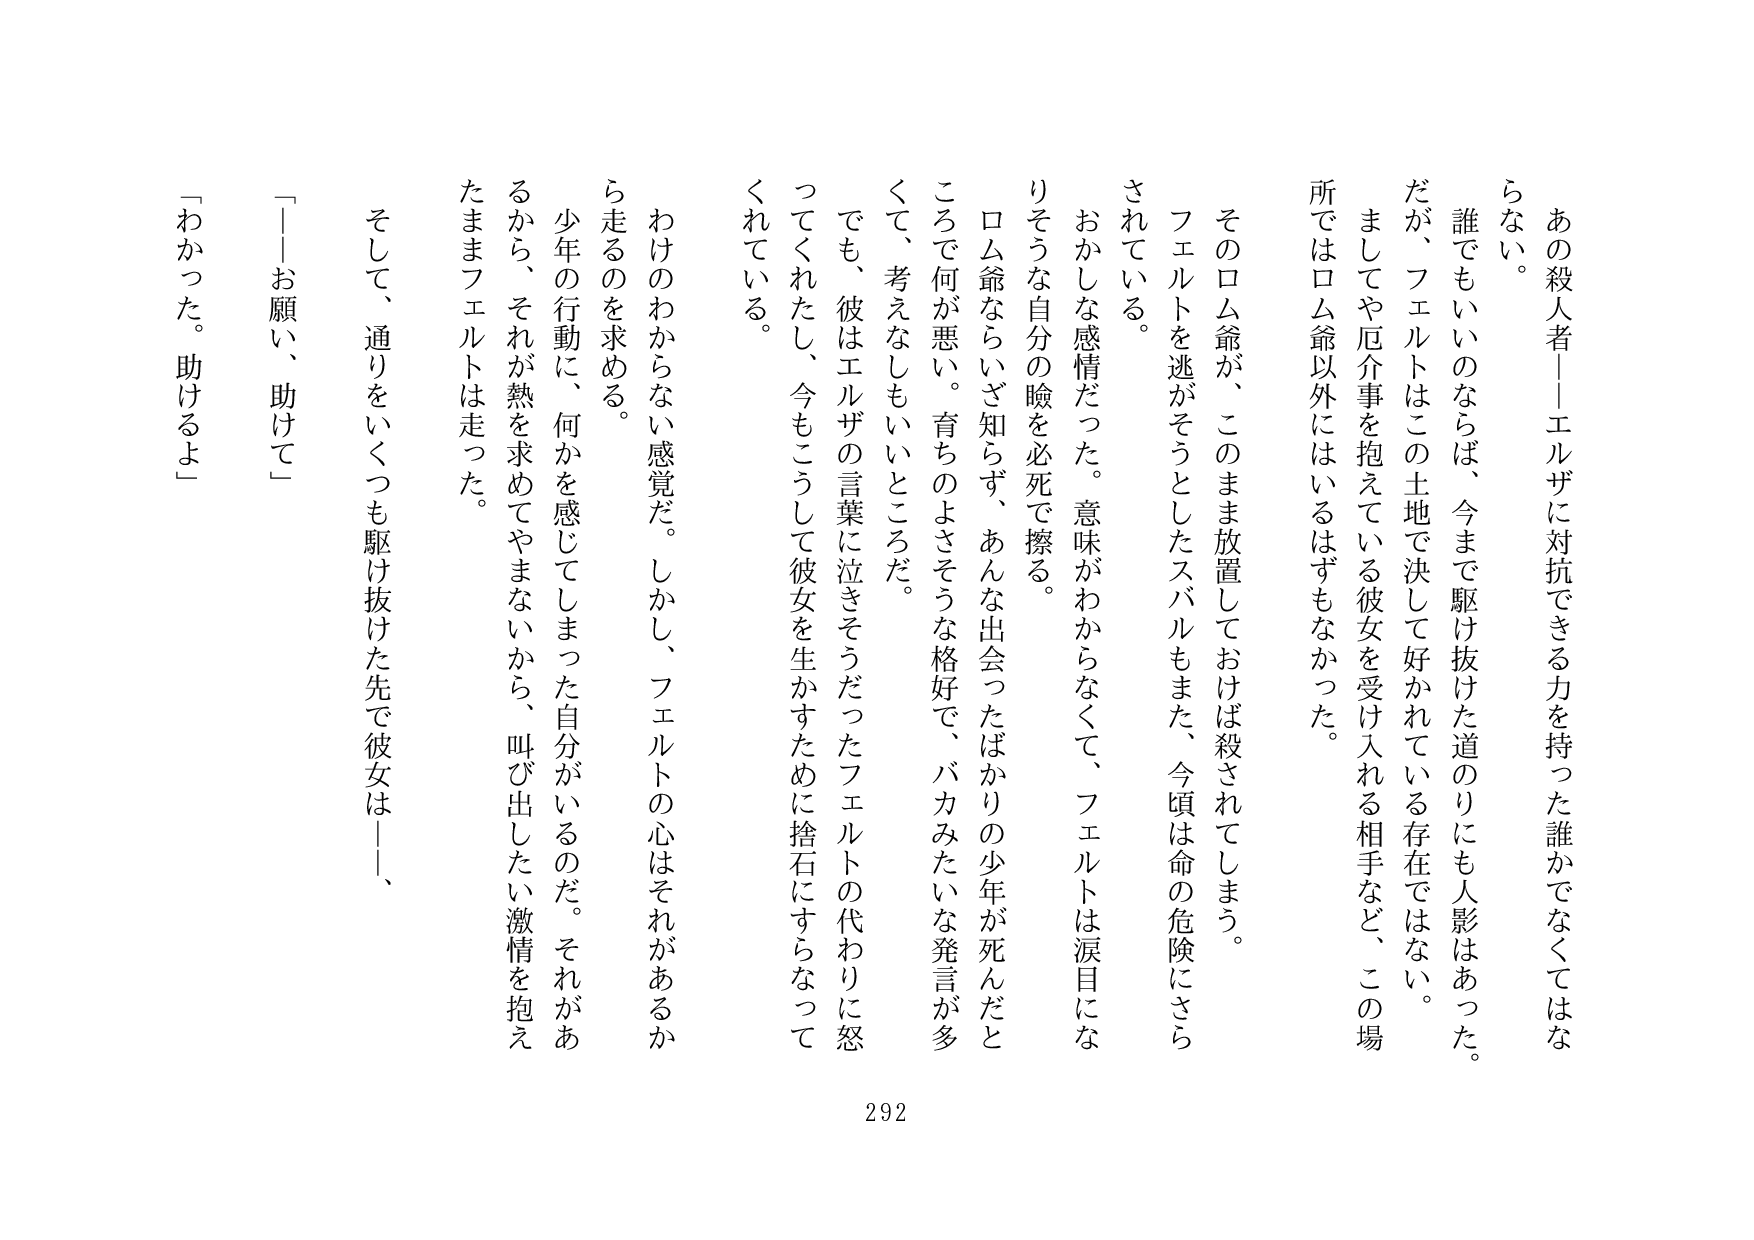 あの殺人者――エルザに対抗できる力を持った誰かでなくてはな
らない。
誰でもいいのならば、今まで駆け抜けた道のりにも人影はあった。
だが、フェルトはこの土地で決して好かれている存在ではない。
ましてや厄介事を抱えている彼女を受け入れる相手など、この場
所ではロム爺以外にはいるはずもなかった。
そのロム爺が、このまま放置しておけば殺されてしまう。
フェルトを逃がそうとしたスバルもまた、今頃は命の危険にさら
されている。
おかしな感情だった。意味がわからなくて、フェルトは涙目にな
りそうな自分の瞼を必死で擦る。
ロム爺ならいざ知らず、あんな出会ったばかりの少年が死んだと
ころで何が悪い。育ちのよさそうな格好で、バカみたいな発言が多
くて、考えなしもいいところだ。
でも、彼はエルザの言葉に泣きそうだったフェルトの代わりに怒
ってくれたし、今もこうして彼女を生かすために捨石にすらなって
くれている。
わけのわからない感覚だ。しかし、フェルトの心はそれがあるか
ら走るのを求める。
少年の行動に、何かを感じてしまった自分がいるのだ。それがあ
るから、それが熱を求めてやまないから、叫び出したい激情を抱え
たままフェルトは走った。
そして、通りをいくつも駆け抜けた先で彼女は――、
「――お願い、助けて」
「わかった。助けるよ」
292